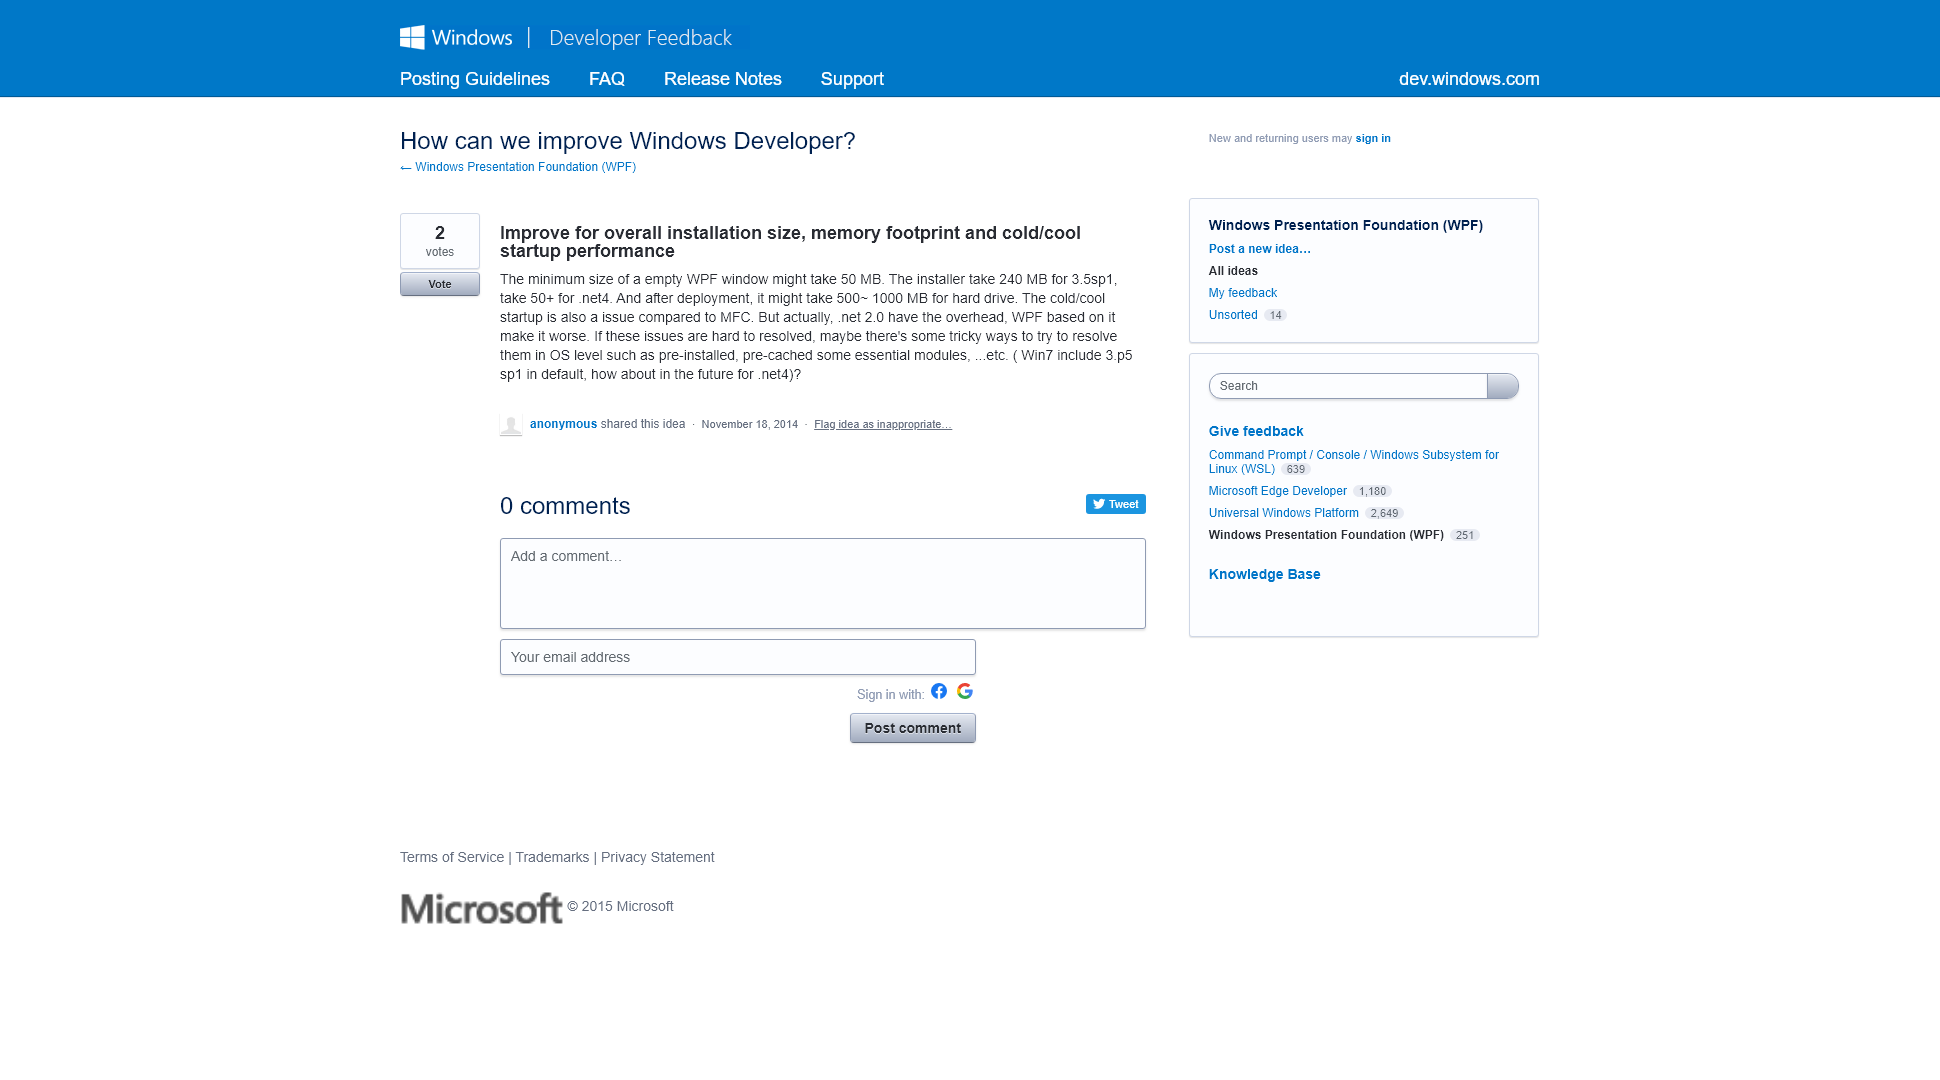 Windows | Developer Feedback
Posting Guidelines FAQ Release Notes Support dev.windows.com
How can we improve Windows Developer?
← Windows Presentation Foundation (WPF)
New and returning users may sign in
2
votes
Vote
Improve for overall installation size, memory footprint and cold/cool
startup performance
The minimum size of a empty WPF window might take 50 MB. The installer take 240 MB for 3.5sp1,
take 50+ for .net4. And after deployment, it might take 500~ 1000 MB for hard drive. The cold/cool
startup is also a issue compared to MFC. But actually, .net 2.0 have the overhead, WPF based on it
make it worse. If these issues are hard to resolved, maybe there's some tricky ways to try to resolve
them in OS level such as pre-installed, pre-cached some essential modules, ...etc. ( Win7 include 3.p5
sp1 in default, how about in the future for .net4)?
anonymous shared this idea · November 18, 2014 · Flag idea as inappropriate…
0 comments
Tweet
Add a comment…
Your email address
Sign in with:
Post comment
Windows Presentation Foundation (WPF)
Post a new idea…
All ideas
My feedback
Unsorted 14
Search
Give feedback
Command Prompt / Console / Windows Subsystem for
Linux (WSL) 639
Microsoft Edge Developer 1,180
Universal Windows Platform 2,649
Windows Presentation Foundation (WPF) 251
Knowledge Base
Terms of Service | Trademarks | Privacy Statement
Microsoft © 2015 Microsoft